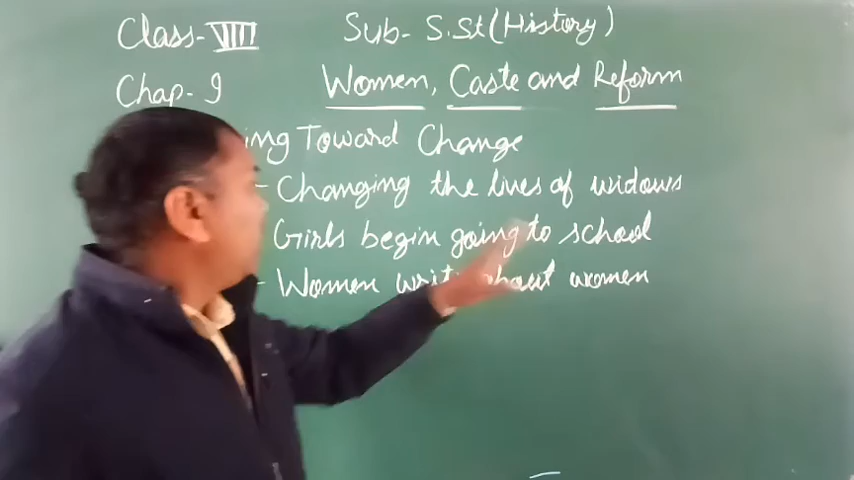 Class-VIII Sub- S.St(History)
Chap-9 Women, Caste and Reform
ing Toward Change
- Changing the lives of widows
Girls begin going to school
- Women about women